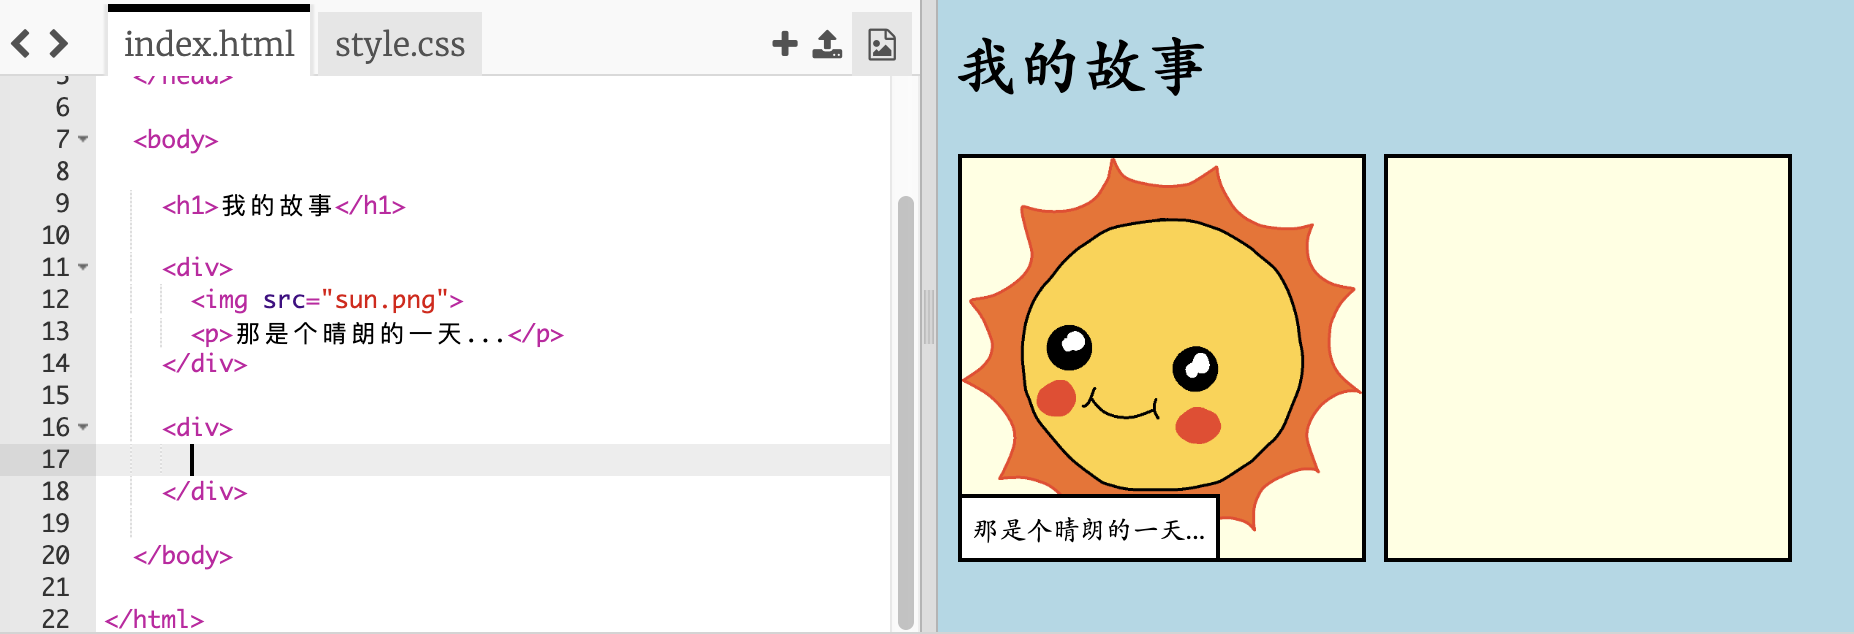 index.html style.css
5 </head>
6
7 <body>
8
9 <h1>我的故事</h1>
10
11 <div>
12 <img src="sun.png">
13 <p>那是个晴朗的一天...</p>
14 </div>
15
16 <div>
17
18 </div>
19
20 </body>
21
22 </html>
我的故事
那是个晴朗的一天...